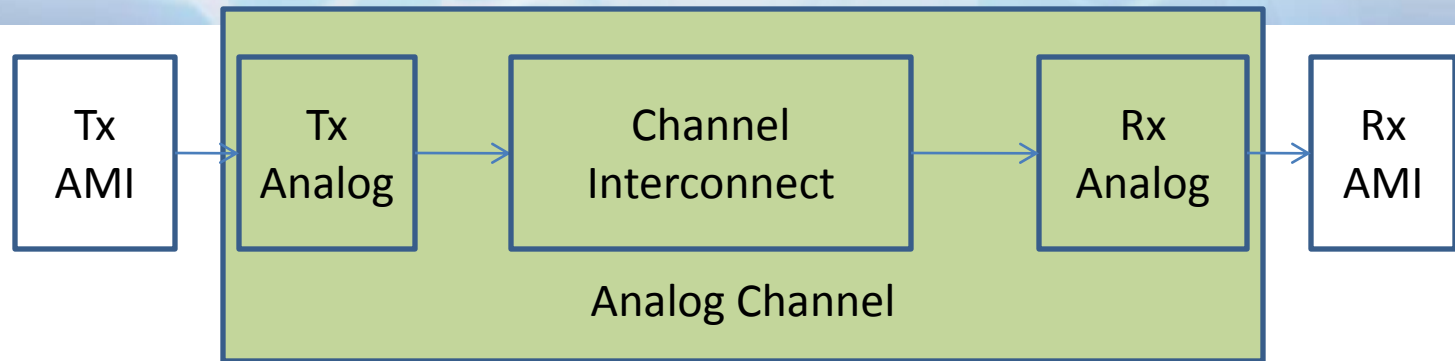 Tx
AMI
Tx
Analog
Channel
Interconnect
Rx
Analog
Rx
AMI
Analog Channel